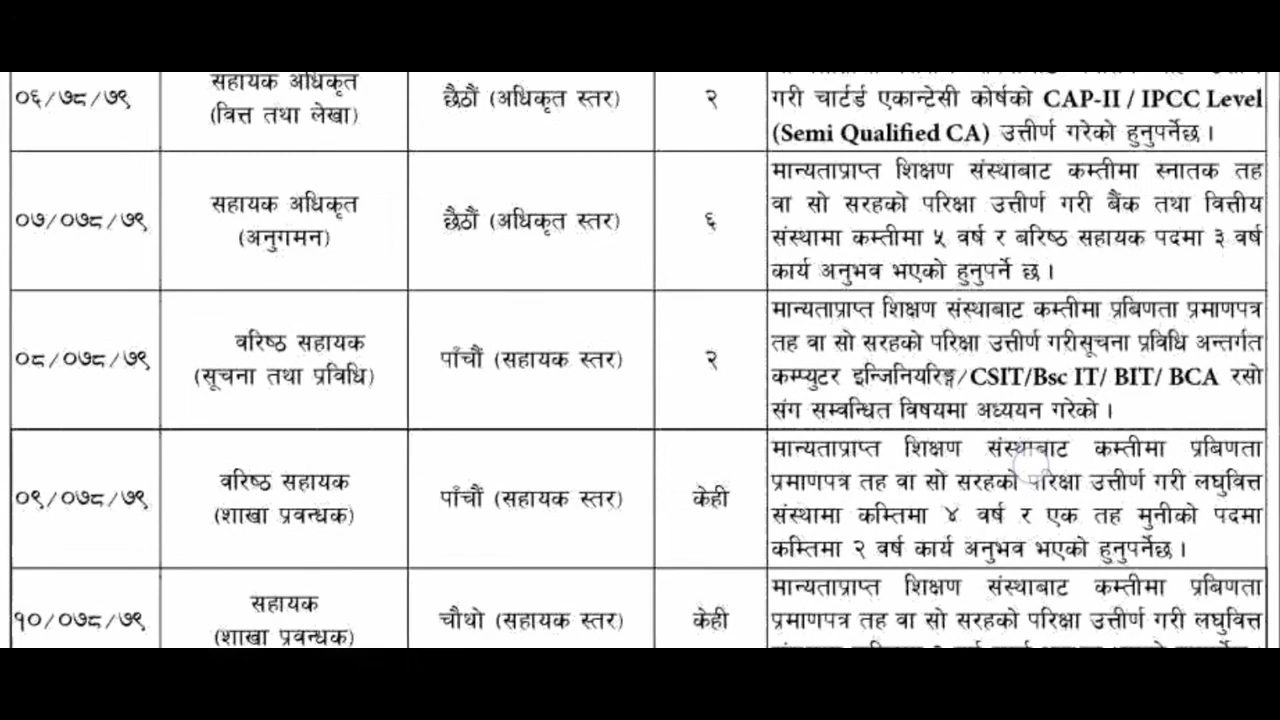 ०६/७८/७९
सहायक अधिकृत
(वित्त तथा लेखा)
छैठौं (अधिकृत स्तर)
२
गरी चार्टर्ड एकान्टेसी कोर्षको CAP-II / IPCC Level
(Semi Qualified CA) उत्तीर्ण गरेको हुनुपर्नेछ ।
०७/०७८/७९
सहायक अधिकृत
(अनुगमन)
छैठौं (अधिकृत स्तर)
६
मान्यताप्राप्त शिक्षण संस्थाबाट कम्तीमा स्नातक तह
वा सो सरहको परिक्षा उत्तीर्ण गरी बैंक तथा वित्तीय
संस्थामा कम्तीमा ५ वर्ष र बरिष्ठ सहायक पदमा ३ वर्ष
कार्य अनुभव भएको हुनुपर्ने छ ।
०८/०७८/७९
वरिष्ठ सहायक
(सूचना तथा प्रविधि)
पाँचौं (सहायक स्तर)
२
मान्यताप्राप्त शिक्षण संस्थाबाट कम्तीमा प्रबिणता प्रमाणपत्र
तह वा सो सरहको परिक्षा उत्तीर्ण गरीसूचना प्रविधि अन्तर्गत
कम्प्युटर इन्जिनियरिङ्ग/CSIT/Bsc IT/ BIT/ BCA रसो
संग सम्वन्धित विषयमा अध्ययन गरेको ।
०९/०७८/७९
वरिष्ठ सहायक
(शाखा प्रवन्धक)
पाँचौं (सहायक स्तर)
केही
मान्यताप्राप्त शिक्षण संस्थाबाट कम्तीमा प्रबिणता
प्रमाणपत्र तह वा सो सरहको परिक्षा उत्तीर्ण गरी लघुवित्त
संस्थामा कम्तिमा ४ वर्ष र एक तह मुनीको पदमा
कम्तिमा २ वर्ष कार्य अनुभव भएको हुनुपर्नेछ ।
१०/०७८/७९
सहायक
(शाखा प्रवन्धक)
चौथो (सहायक स्तर)
केही
मान्यताप्राप्त शिक्षण संस्थाबाट कम्तीमा प्रबिणता
प्रमाणपत्र तह वा सो सरहको परिक्षा उत्तीर्ण गरी लघुवित्त